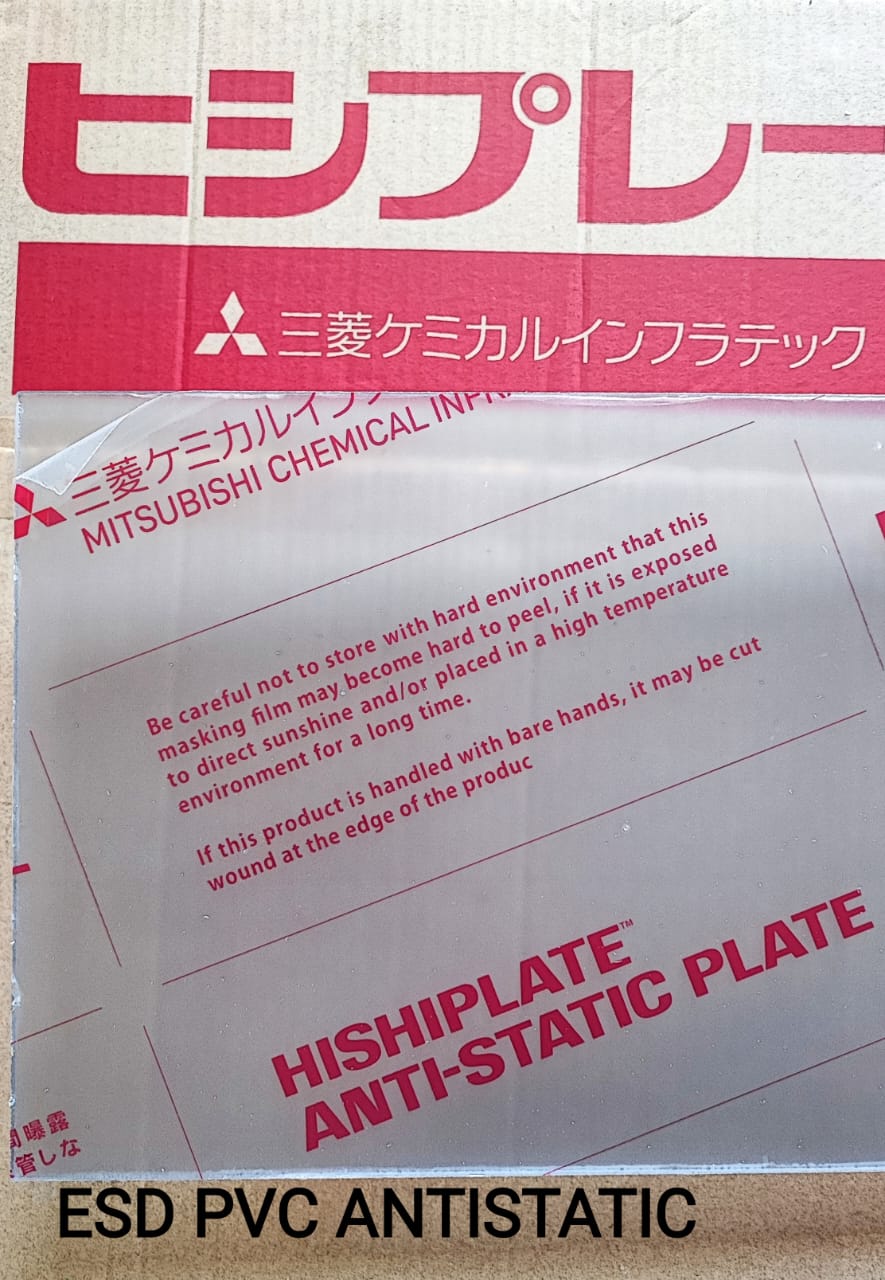 ヒシプレー
三菱ケミカルインフラテック
三菱ケミカルインフ
MITSUBISHI CHEMICAL INFR
Be careful not to store with hard environment that this
masking film may become hard to peel, if it is exposed
to direct sunshine and/or placed in a high temperature
environment for a long time.
If this product is handled with bare hands, it may be cut
wound at the edge of the produc
HISHIPLATE™
ANTI-STATIC PLATE
曝露
管しな
ESD PVC ANTISTATIC